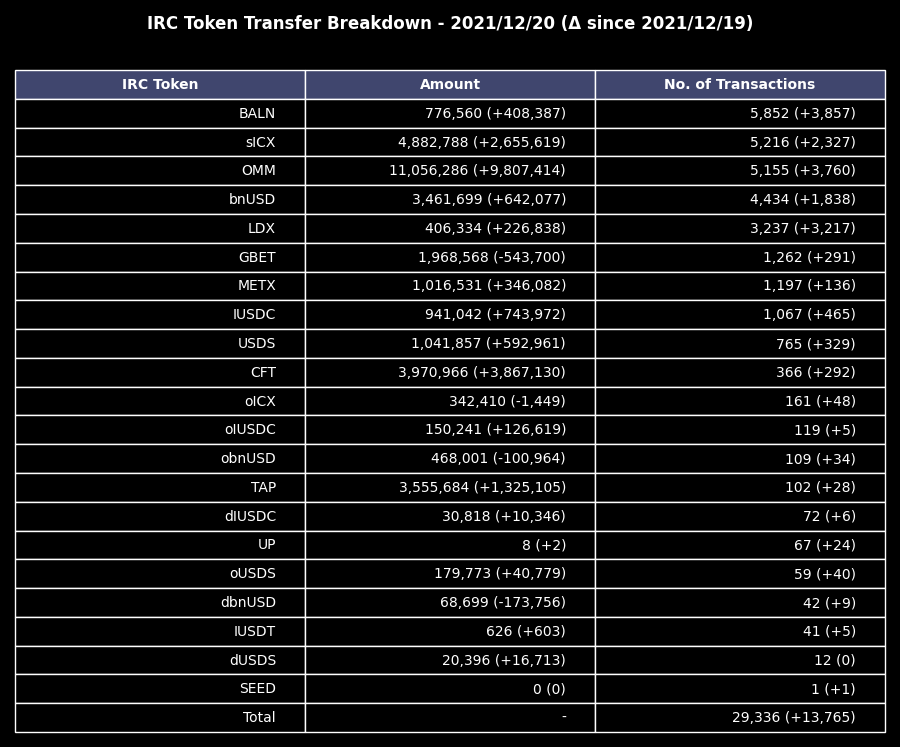 IRC Token Transfer Breakdown - 2021/12/20 (Δ since 2021/12/19)
IRC Token Amount No. of Transactions
BALN 776,560 (+408,387) 5,852 (+3,857)
sICX 4,882,788 (+2,655,619) 5,216 (+2,327)
OMM 11,056,286 (+9,807,414) 5,155 (+3,760)
bnUSD 3,461,699 (+642,077) 4,434 (+1,838)
LDX 406,334 (+226,838) 3,237 (+3,217)
GBET 1,968,568 (-543,700) 1,262 (+291)
METX 1,016,531 (+346,082) 1,197 (+136)
IUSDC 941,042 (+743,972) 1,067 (+465)
USDS 1,041,857 (+592,961) 765 (+329)
CFT 3,970,966 (+3,867,130) 366 (+292)
oICX 342,410 (-1,449) 161 (+48)
oIUSDC 150,241 (+126,619) 119 (+5)
obnUSD 468,001 (-100,964) 109 (+34)
TAP 3,555,684 (+1,325,105) 102 (+28)
dIUSDC 30,818 (+10,346) 72 (+6)
UP 8 (+2) 67 (+24)
oUSDS 179,773 (+40,779) 59 (+40)
dbnUSD 68,699 (-173,756) 42 (+9)
IUSDT 626 (+603) 41 (+5)
dUSDS 20,396 (+16,713) 12 (0)
SEED 0 (0) 1 (+1)
Total - 29,336 (+13,765)